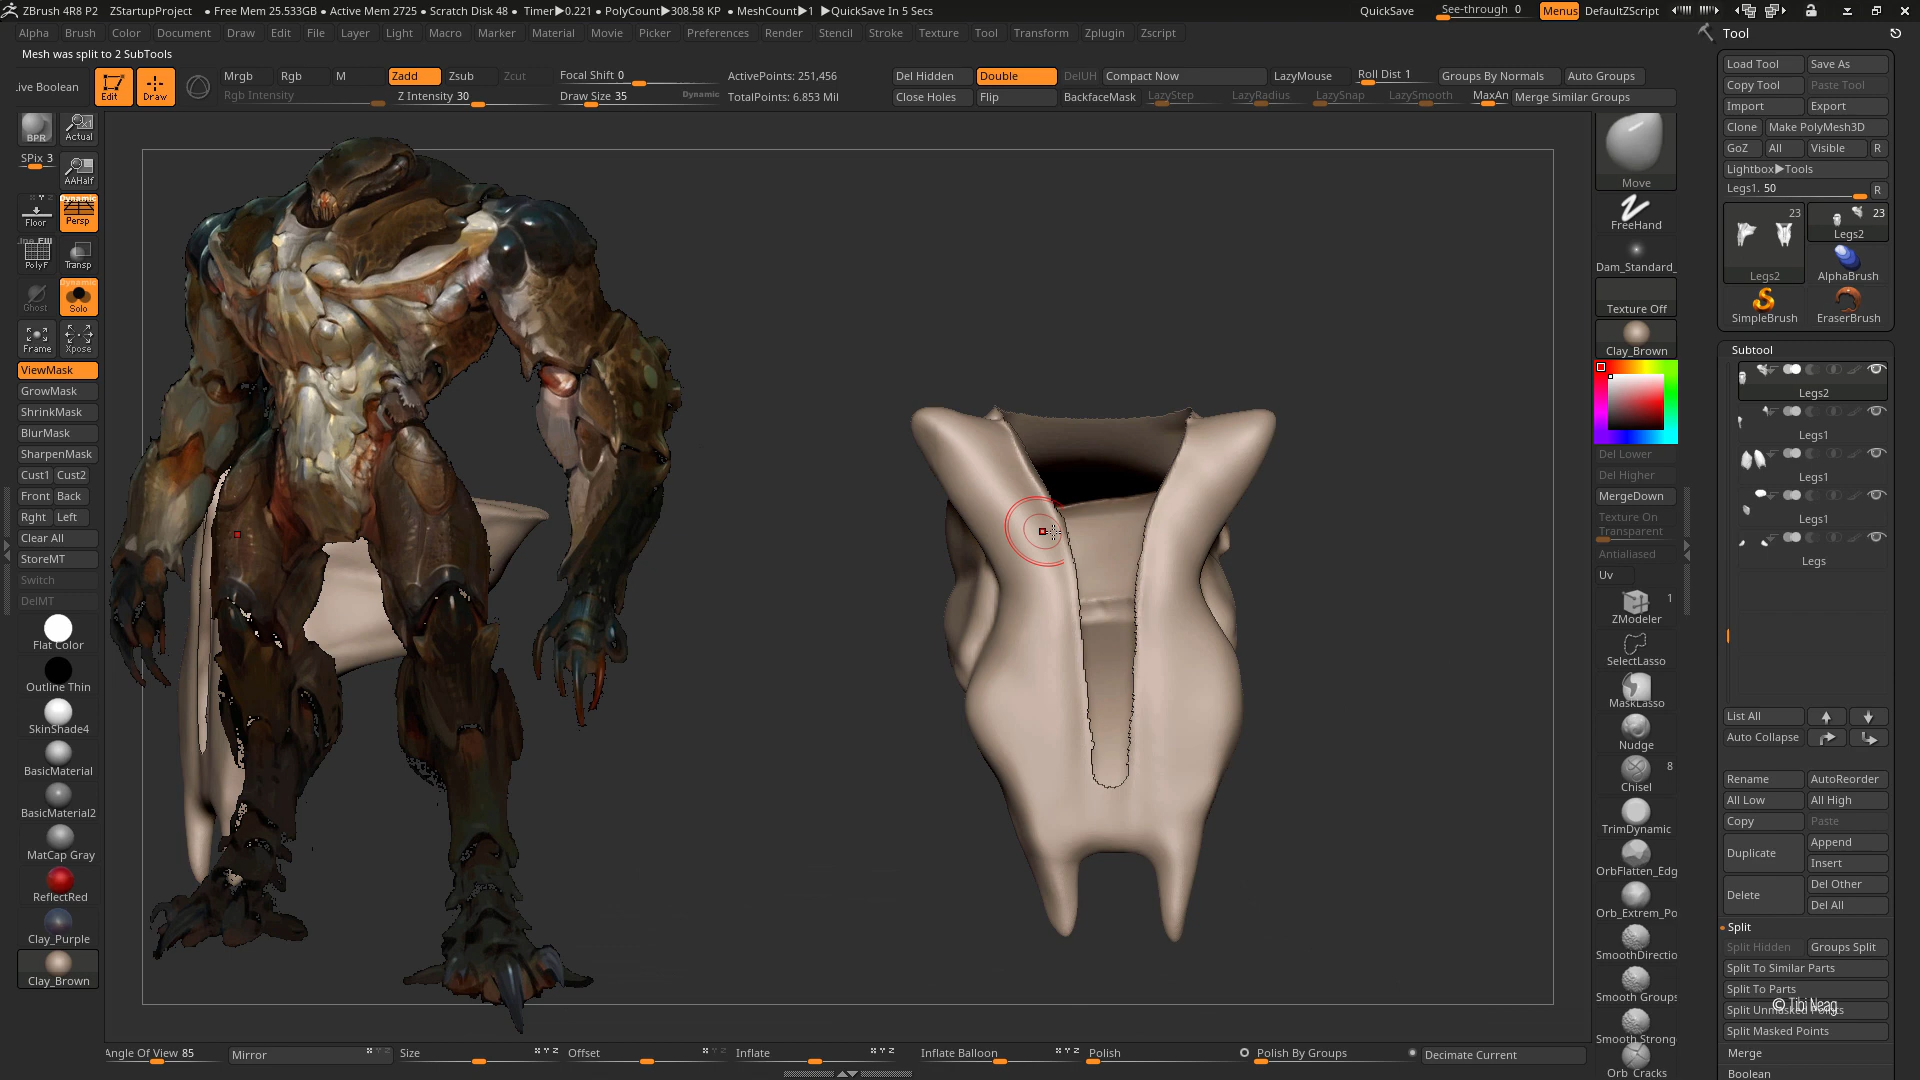 ZBrush 4R8 P2 ZStartupProject • Free Mem 25.533GB • Active Mem 2725 • Scratch Disk 48 • Timer▶0.221 • PolyCount▶308.58 KP • MeshCount▶1 ▶QuickSave In 5 Secs QuickSave See-through 0 Menus DefaultZScript
Alpha Brush Color Document Draw Edit File Layer Light Macro Marker Material Movie Picker Preferences Render Stencil Stroke Texture Tool Transform Zplugin Zscript Tool
Mesh was split to 2 SubTools
Load Tool Save As
ive Boolean Edit Draw Mrgb Rgb M Zadd Zsub Zcut Focal Shift 0 ActivePoints: 251,456 Del Hidden Double DelUH Compact Now LazyMouse Roll Dist 1 Groups By Normals Auto Groups
Copy Tool Paste Tool
Rgb Intensity Z Intensity 30 Draw Size 35 Dynamic TotalPoints: 6.853 Mil Close Holes Flip BackfaceMask LazyStep LazyRadius LazySnap LazySmooth MaxAn Merge Similar Groups
Import Export
Clone Make PolyMesh3D
GoZ All Visible R
Lightbox▶Tools
Legs1. 50 R
23 23
Legs2
Legs2 AlphaBrush
SimpleBrush EraserBrush
BPR Actual
SPix 3 AAHalf
Floor Dynamic Persp
PolyF Transp
Ghost Dynamic Solo
Frame Xpose
ViewMask
GrowMask
ShrinkMask
BlurMask
SharpenMask
Cust1 Cust2
Front Back
Rght Left
Clear All
StoreMT
Switch
DelMT
Flat Color
Outline Thin
SkinShade4
BasicMaterial
BasicMaterial2
MatCap Gray
ReflectRed
Clay_Purple
Clay_Brown
Move
FreeHand
Dam_Standard_
Texture Off
Clay_Brown
Del Lower
Del Higher
MergeDown
Texture On
Transparent
Antialiased
Uv
1
ZModeler
SelectLasso
MaskLasso
Nudge
8
Chisel
TrimDynamic
OrbFlatten_Edg
Orb_Extrem_Po
SmoothDirectio
Smooth Groups
Smooth Strong
Orb_Cracks
Subtool
Legs2
Legs1
Legs1
Legs1
Legs
List All
Auto Collapse
Rename AutoReorder
All Low All High
Copy Paste
Duplicate Append
Insert
Delete Del Other
Del All
Split
Split Hidden Groups Split
Split To Similar Parts
Split To Parts
© Tibi Neag
Split Unmasked Points
Split Masked Points
Merge
Boolean
Angle Of View 85 Mirror Size Offset Inflate Inflate Balloon Polish Polish By Groups Decimate Current